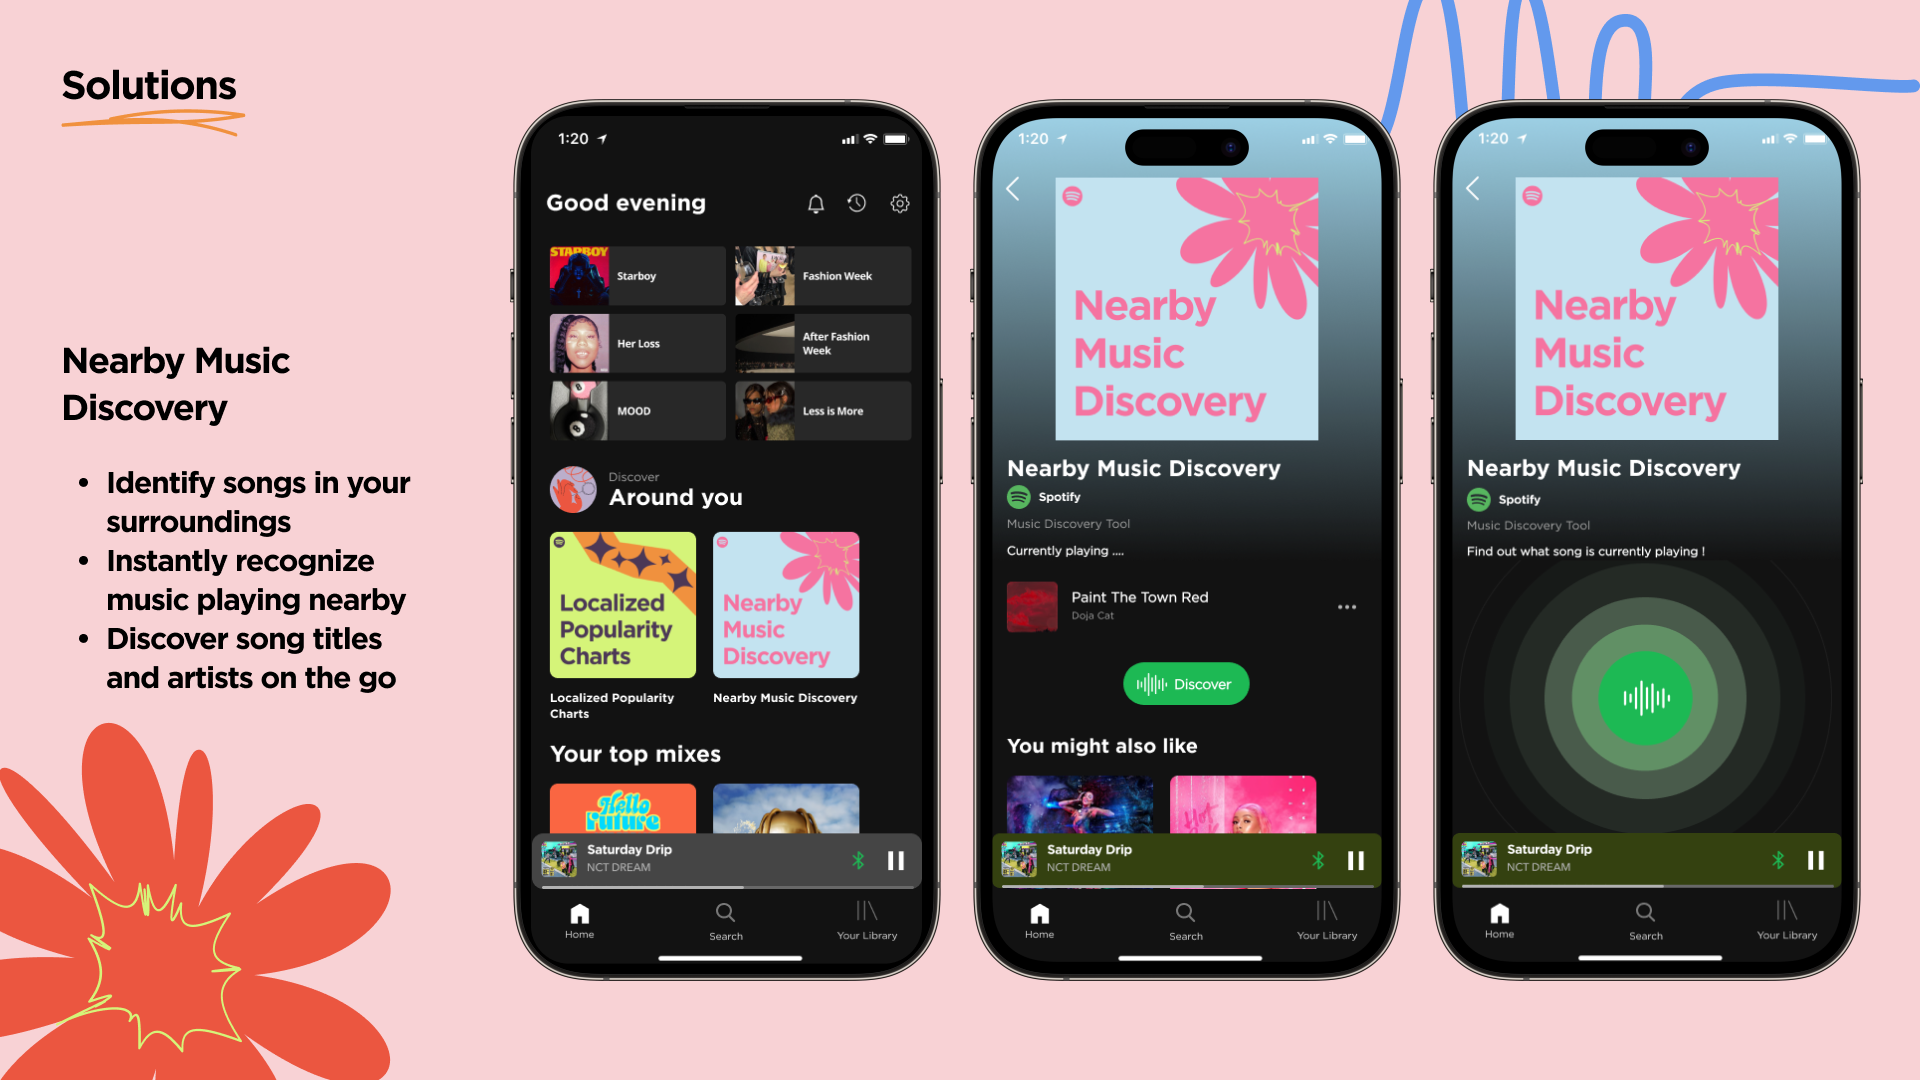 Solutions
Nearby Music
Discovery
• Identify songs in your
surroundings
• Instantly recognize
music playing nearby
• Discover song titles
and artists on the go
1:20
Good evening
STARBOY
Starboy
Fashion Week
Her Loss
After Fashion
Week
MOOD
Less is More
Discover
Around you
Localized
Popularity
Charts
Nearby
Music
Discovery
Localized Popularity
Charts
Nearby Music Discovery
Your top mixes
Hello
Future
Saturday Drip
NCT DREAM
Home
Search
Your Library
1:20
Nearby
Music
Discovery
Nearby Music Discovery
Spotify
Music Discovery Tool
Currently playing ....
Paint The Town Red
Doja Cat
Discover
You might also like
Hot
Saturday Drip
NCT DREAM
Home
Search
Your Library
1:20
Nearby
Music
Discovery
Nearby Music Discovery
Spotify
Music Discovery Tool
Find out what song is currently playing !
Saturday Drip
NCT DREAM
Home
Search
Your Library